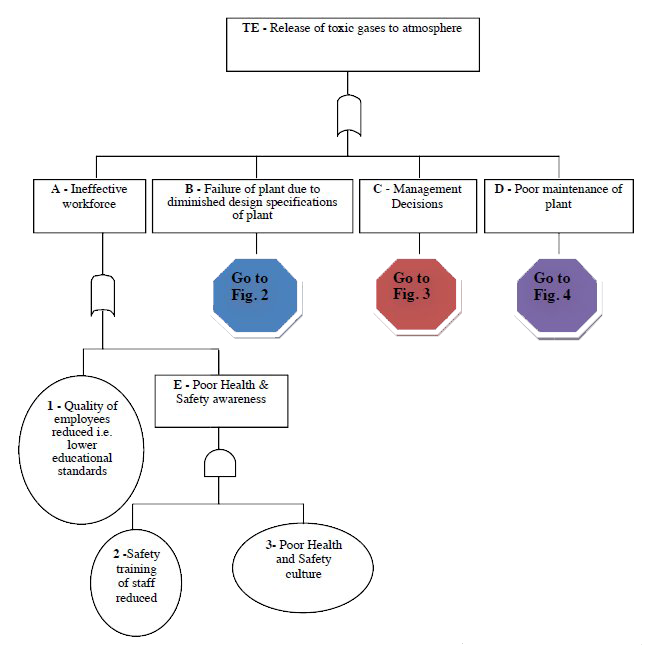 TE - Release of toxic gases to atmosphere
A - Ineffective
workforce
B - Failure of plant due to
diminished design specifications
of plant
C - Management
Decisions
D - Poor maintenance of
plant
Go to
Fig. 2
Go to
Fig. 3
Go to
Fig. 4
1 - Quality of
employees
reduced i.e.
lower
educational
standards
E - Poor Health &
Safety awareness
2 -Safety
training
of staff
reduced
3- Poor Health
and Safety
culture